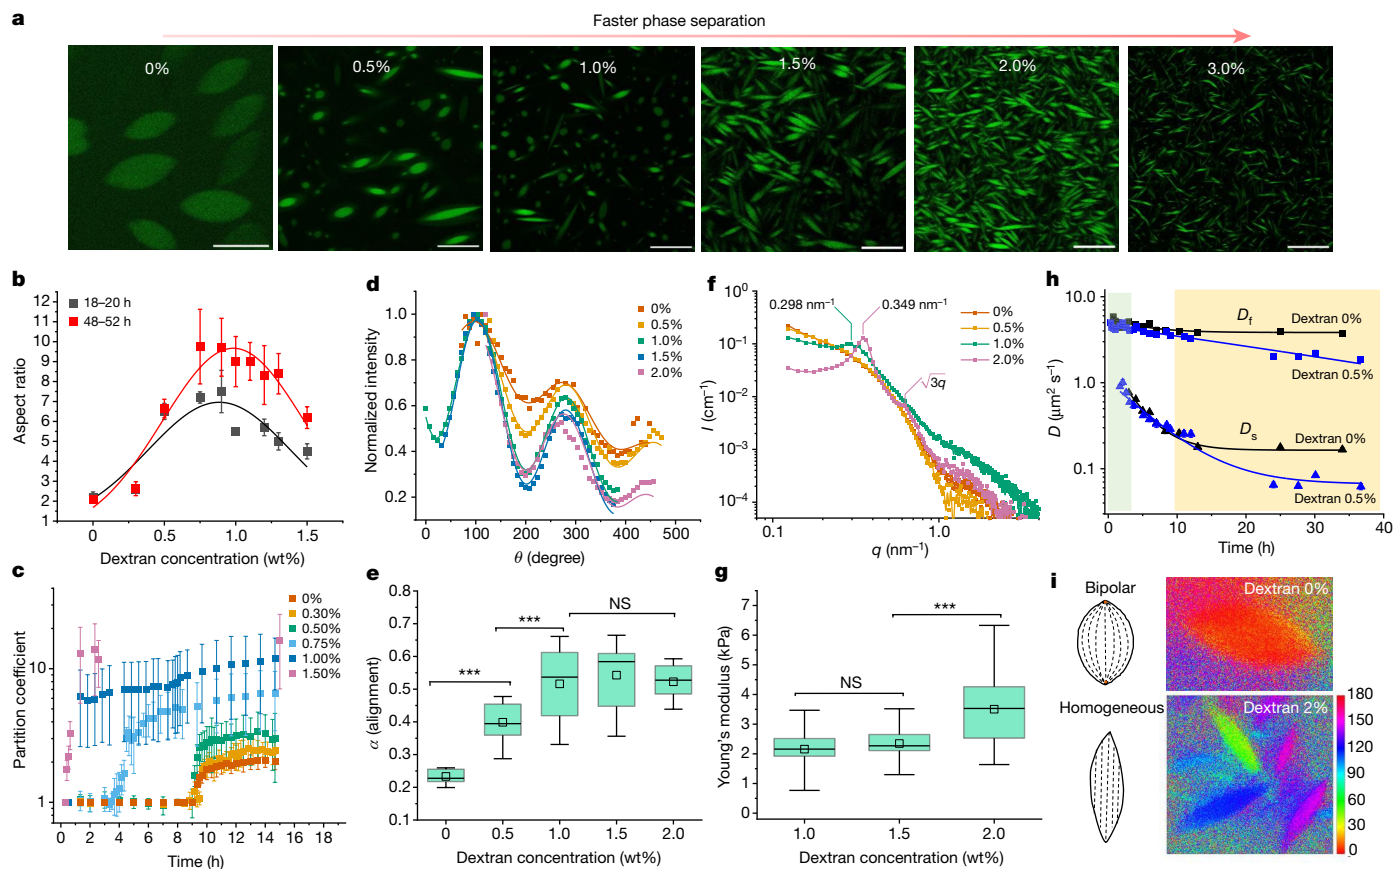 a
Faster phase separation
0%
0.5%
1.0%
1.5%
2.0%
3.0%
b
12
11
10
9
8
7
6
5
4
3
2
1
Aspect ratio
18–20 h
48–52 h
0
0.5
1.0
1.5
Dextran concentration (wt%)
c
10
1
Partition coefficient
0%
0.30%
0.50%
0.75%
1.00%
1.50%
0
2
4
6
8
10
12
14
16
18
Time (h)
d
1.0
0.8
0.6
0.4
0.2
Normalized intensity
0%
0.5%
1.0%
1.5%
2.0%
0
100
200
300
400
500
θ (degree)
e
0.8
0.7
0.6
0.5
0.4
0.3
0.2
0.1
α (alignment)
***
***
NS
0
0.5
1.0
1.5
2.0
Dextran concentration (wt%)
f
10⁰
10⁻¹
10⁻²
10⁻³
10⁻⁴
I (cm⁻¹)
0.298 nm⁻¹
0.349 nm⁻¹
√3q
0%
0.5%
1.0%
2.0%
0.1
1.0
q (nm⁻¹)
g
7
6
5
4
3
2
1
0
Young's modulus (kPa)
NS
***
1.0
1.5
2.0
Dextran concentration (wt%)
h
10.0
1.0
0.1
D (μm² s⁻¹)
Df
Dextran 0%
Dextran 0.5%
Ds
Dextran 0%
Dextran 0.5%
0
10
20
30
40
Time (h)
i
Bipolar
Dextran 0%
Homogeneous
Dextran 2%
180
150
120
90
60
30
0